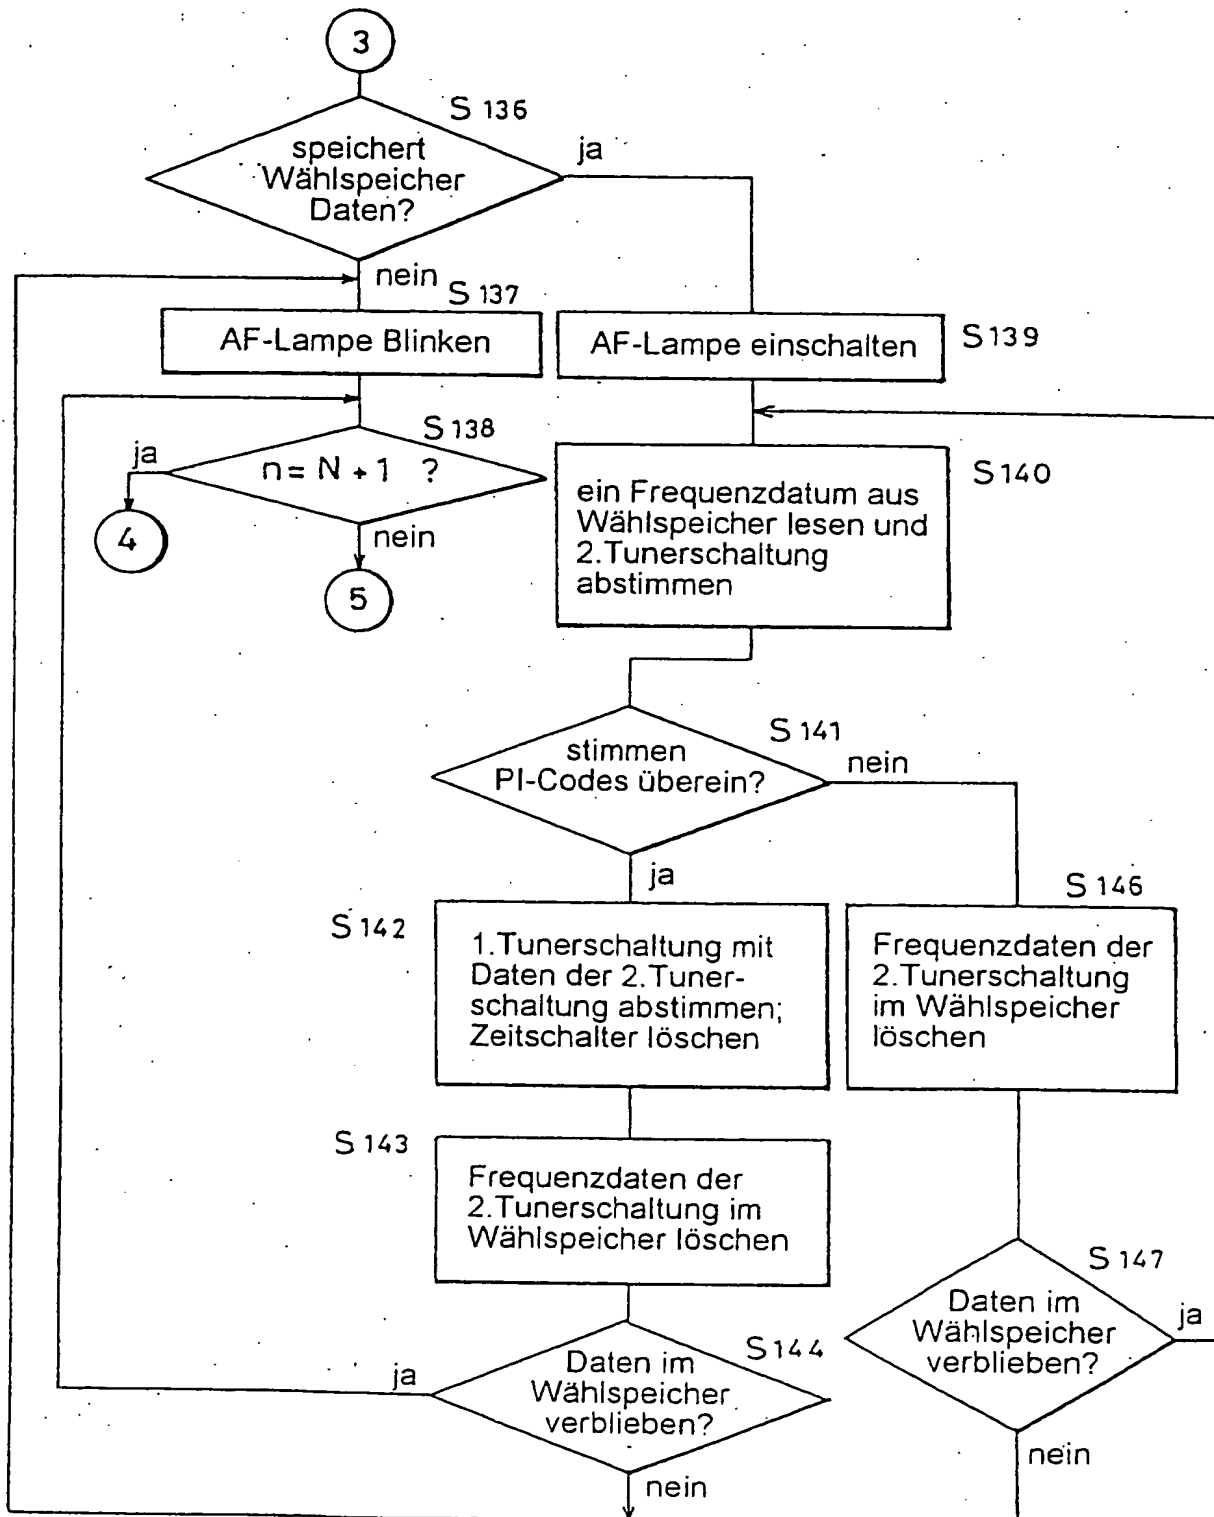 3
S 136
speichert
Wählspeicher
Daten?
ja
nein
S 137
AF-Lampe Blinken
AF-Lampe einschalten
S 139
S 138
ja
n = N + 1 ?
4
nein
5
S 140
ein Frequenzdatum aus
Wählspeicher lesen und
2.Tunerschaltung
abstimmen
S 141
stimmen
PI-Codes überein?
nein
ja
S 142
1.Tunerschaltung mit
Daten der 2.Tuner-
schaltung abstimmen;
Zeitschalter löschen
S 146
Frequenzdaten der
2.Tunerschaltung
im Wählspeicher
löschen
S 143
Frequenzdaten der
2.Tunerschaltung im
Wählspeicher löschen
S 147
Daten im
Wählspeicher
verblieben?
ja
nein
S 144
Daten im
Wählspeicher
verblieben?
ja
nein